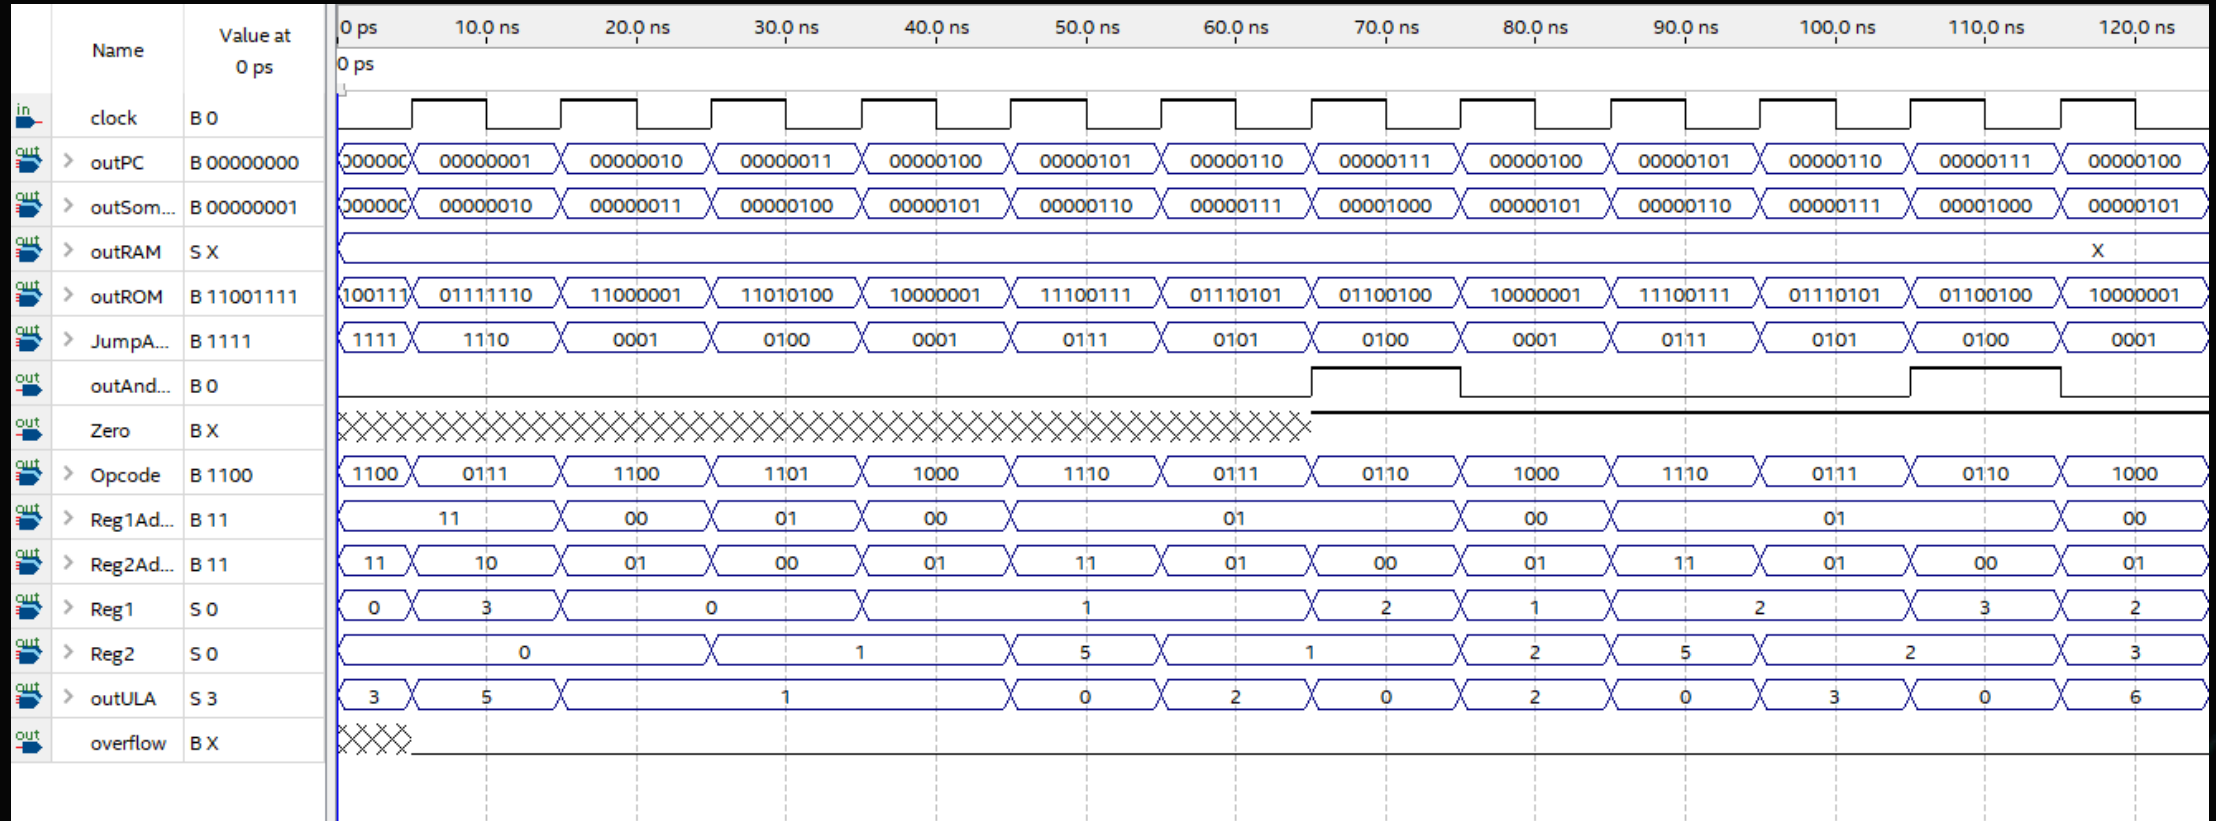 Name Value at 0 ps
0 ps 10.0 ns 20.0 ns 30.0 ns 40.0 ns 50.0 ns 60.0 ns 70.0 ns 80.0 ns 90.0 ns 100.0 ns 110.0 ns 120.0 ns
0 ps
in clock B 0
out outPC B 00000000 00000001 00000010 00000011 00000100 00000101 00000110 00000111 00000100 00000101 00000110 00000111 00000100
out outSom... B 00000001 00000010 00000011 00000100 00000101 00000110 00000111 00001000 00000101 00000110 00000111 00001000 00000101
out outRAM S X X
out outROM B 11001111 100111 01111110 11000001 11010100 10000001 11100111 01110101 01100100 10000001 11100111 01110101 01100100 10000001
out JumpA... B 1111 1111 1110 0001 0100 0001 0111 0101 0100 0001 0111 0101 0100 0001
out outAnd... B 0
out Zero B X
out Opcode B 1100 1100 0111 1100 1101 1000 1110 0111 0110 1000 1110 0111 0110 1000
out Reg1Ad... B 11 11 00 01 00 01 00 01 00
out Reg2Ad... B 11 11 10 01 00 01 11 01 00 01 11 01 00 01
out Reg1 S 0 0 3 0 1 2 1 2 3 2
out Reg2 S 0 0 1 5 1 2 5 2 3
out outULA S 3 3 5 1 0 2 0 2 0 3 0 6
out overflow B X